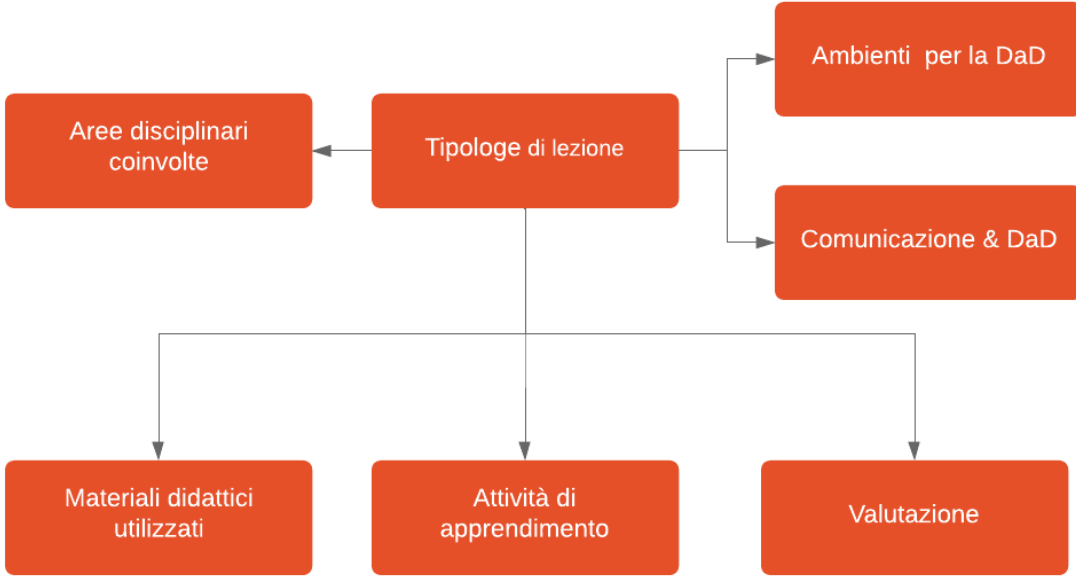 Ambienti per la DaD
Aree disciplinari
coinvolte
Tipologe di lezione
Comunicazione & DaD
Materiali didattici
utilizzati
Attività di
apprendimento
Valutazione